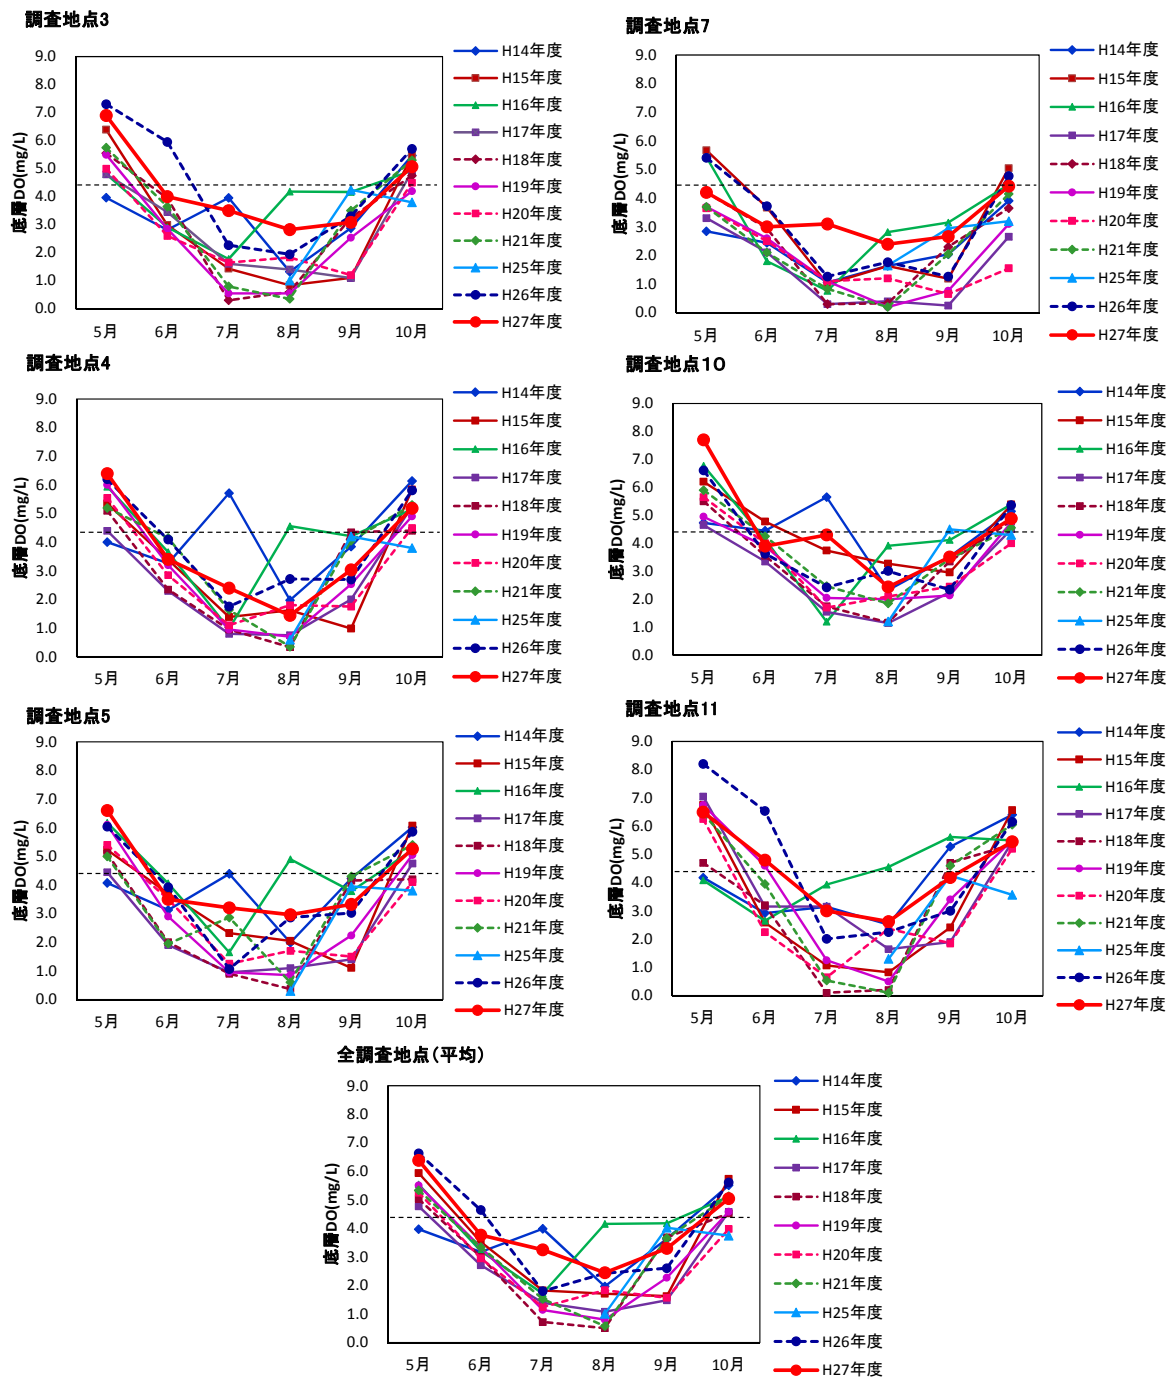 調査地点3
底層DO(mg/L)
9.0
8.0
7.0
6.0
5.0
4.0
3.0
2.0
1.0
0.0
5月 6月 7月 8月 9月 10月
H14年度
H15年度
H16年度
H17年度
H18年度
H19年度
H20年度
H21年度
H25年度
H26年度
H27年度
調査地点7
底層DO(mg/L)
9.0
8.0
7.0
6.0
5.0
4.0
3.0
2.0
1.0
0.0
5月 6月 7月 8月 9月 10月
H14年度
H15年度
H16年度
H17年度
H18年度
H19年度
H20年度
H21年度
H25年度
H26年度
H27年度
調査地点4
底層DO(mg/L)
9.0
8.0
7.0
6.0
5.0
4.0
3.0
2.0
1.0
0.0
5月 6月 7月 8月 9月 10月
H14年度
H15年度
H16年度
H17年度
H18年度
H19年度
H20年度
H21年度
H25年度
H26年度
H27年度
調査地点10
底層DO(mg/L)
9.0
8.0
7.0
6.0
5.0
4.0
3.0
2.0
1.0
0.0
5月 6月 7月 8月 9月 10月
H14年度
H15年度
H16年度
H17年度
H18年度
H19年度
H20年度
H21年度
H25年度
H26年度
H27年度
調査地点5
底層DO(mg/L)
9.0
8.0
7.0
6.0
5.0
4.0
3.0
2.0
1.0
0.0
5月 6月 7月 8月 9月 10月
H14年度
H15年度
H16年度
H17年度
H18年度
H19年度
H20年度
H21年度
H25年度
H26年度
H27年度
調査地点11
底層DO(mg/L)
9.0
8.0
7.0
6.0
5.0
4.0
3.0
2.0
1.0
0.0
5月 6月 7月 8月 9月 10月
H14年度
H15年度
H16年度
H17年度
H18年度
H19年度
H20年度
H21年度
H25年度
H26年度
H27年度
全調査地点(平均)
底層DO(mg/L)
9.0
8.0
7.0
6.0
5.0
4.0
3.0
2.0
1.0
0.0
5月 6月 7月 8月 9月 10月
H14年度
H15年度
H16年度
H17年度
H18年度
H19年度
H20年度
H21年度
H25年度
H26年度
H27年度